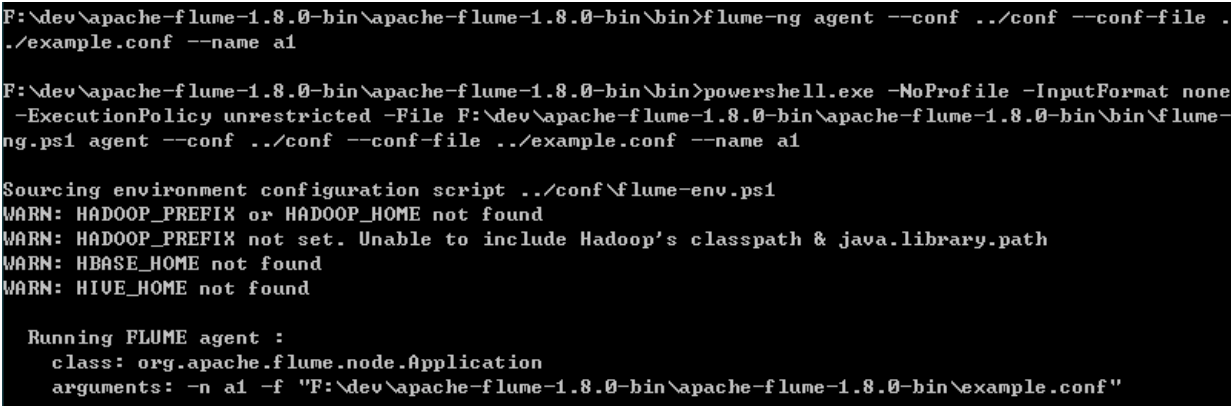 F:\dev\apache-flume-1.8.0-bin\apache-flume-1.8.0-bin\bin>flume-ng agent --conf ../conf --conf-file .
./example.conf --name a1
F:\dev\apache-flume-1.8.0-bin\apache-flume-1.8.0-bin\bin>powershell.exe -NoProfile -InputFormat none
 -ExecutionPolicy unrestricted -File F:\dev\apache-flume-1.8.0-bin\apache-flume-1.8.0-bin\bin\flume-
ng.ps1 agent --conf ../conf --conf-file ../example.conf --name a1
Sourcing environment configuration script ../conf\flume-env.ps1
WARN: HADOOP_PREFIX or HADOOP_HOME not found
WARN: HADOOP_PREFIX not set. Unable to include Hadoop's classpath & java.library.path
WARN: HBASE_HOME not found
WARN: HIVE_HOME not found
  Running FLUME agent :
    class: org.apache.flume.node.Application
    arguments: -n a1 -f "F:\dev\apache-flume-1.8.0-bin\apache-flume-1.8.0-bin\example.conf"